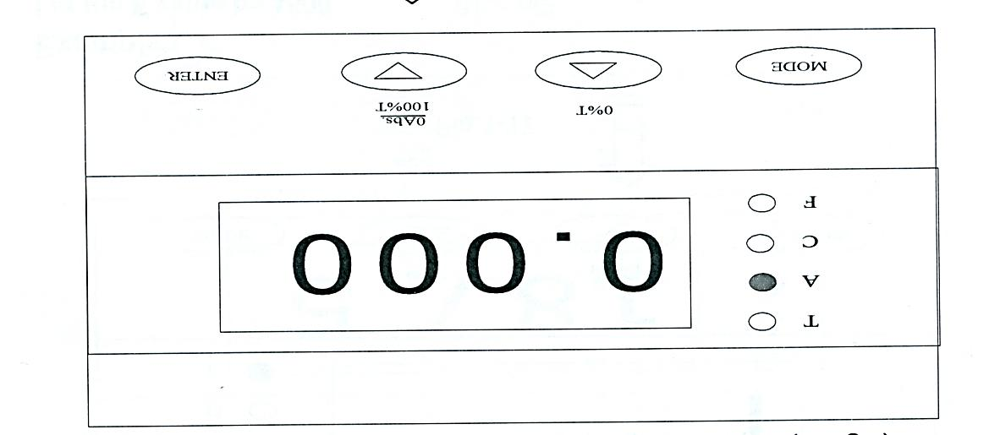 T
A
0.000
C
F
0Abs.
0%T 100%T
MODE ENTER